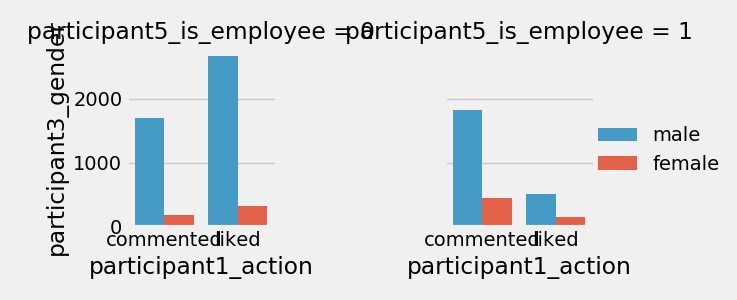 participant5_is_employee = 0
participant5_is_employee = 1
participant3_gender
2000
1000
0
commented
liked
commented
liked
participant1_action
participant1_action
male
female